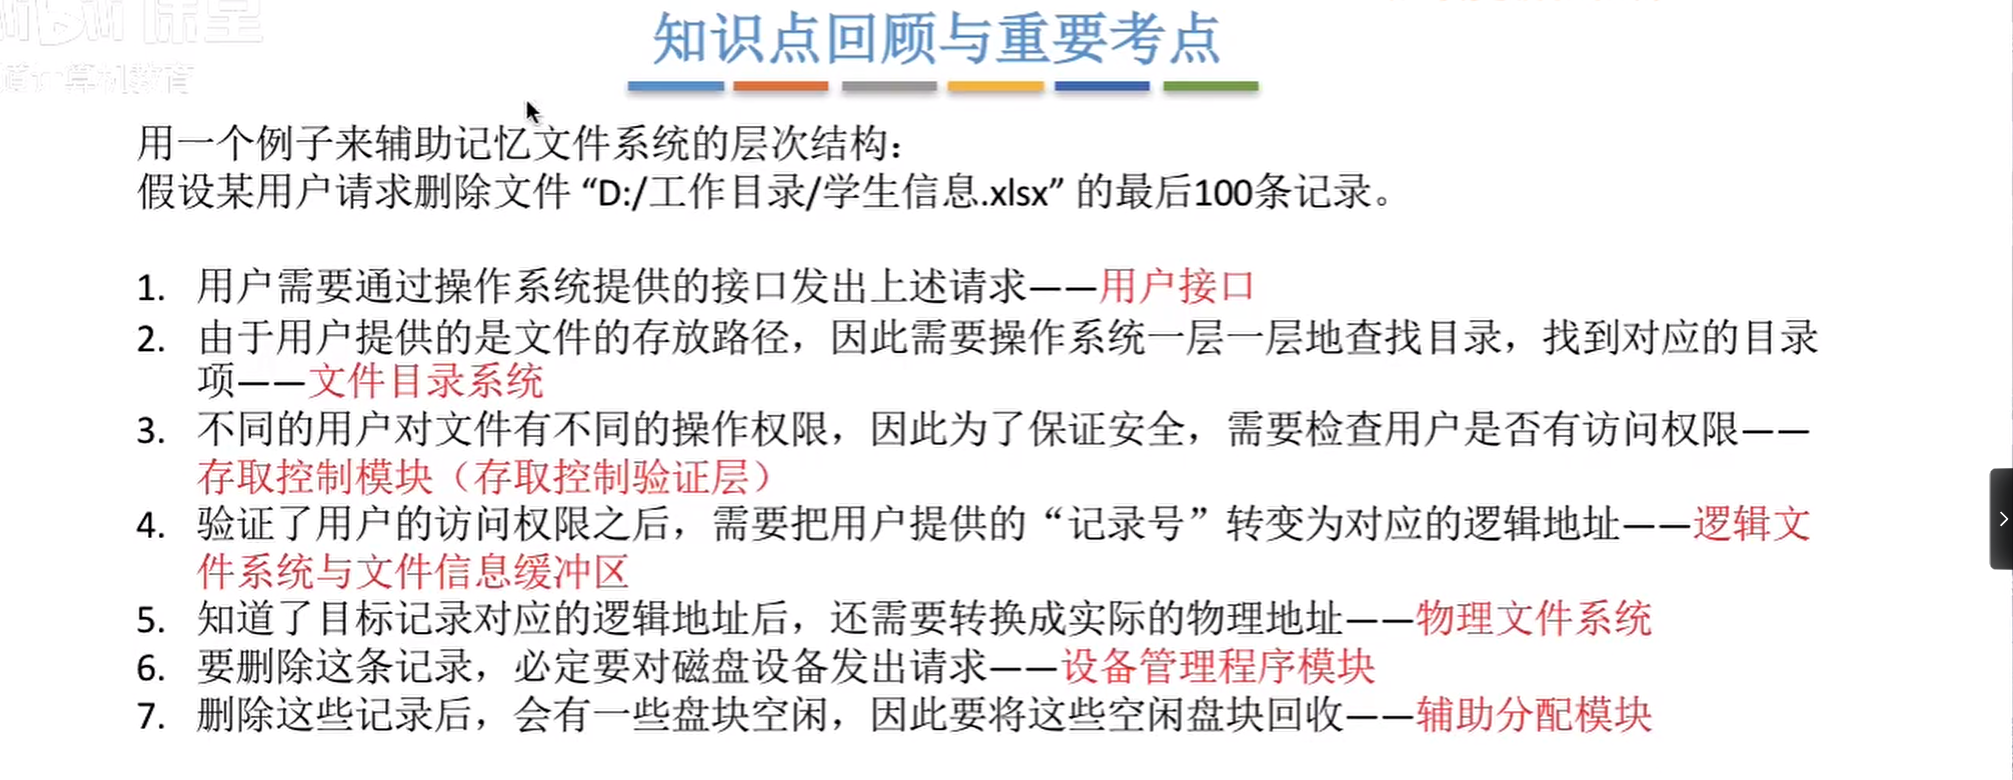 知识点回顾与重要考点
道计算机教育
用一个例子来辅助记忆文件系统的层次结构：
假设某用户请求删除文件 “D:/工作目录/学生信息.xlsx” 的最后100条记录。
1. 用户需要通过操作系统提供的接口发出上述请求——用户接口
2. 由于用户提供的是文件的存放路径，因此需要操作系统一层一层地查找目录，找到对应的目录
项——文件目录系统
3. 不同的用户对文件有不同的操作权限，因此为了保证安全，需要检查用户是否有访问权限——
存取控制模块（存取控制验证层）
4. 验证了用户的访问权限之后，需要把用户提供的“记录号”转变为对应的逻辑地址——逻辑文
件系统与文件信息缓冲区
5. 知道了目标记录对应的逻辑地址后，还需要转换成实际的物理地址——物理文件系统
6. 要删除这条记录，必定要对磁盘设备发出请求——设备管理程序模块
7. 删除这些记录后，会有一些盘块空闲，因此要将这些空闲盘块回收——辅助分配模块